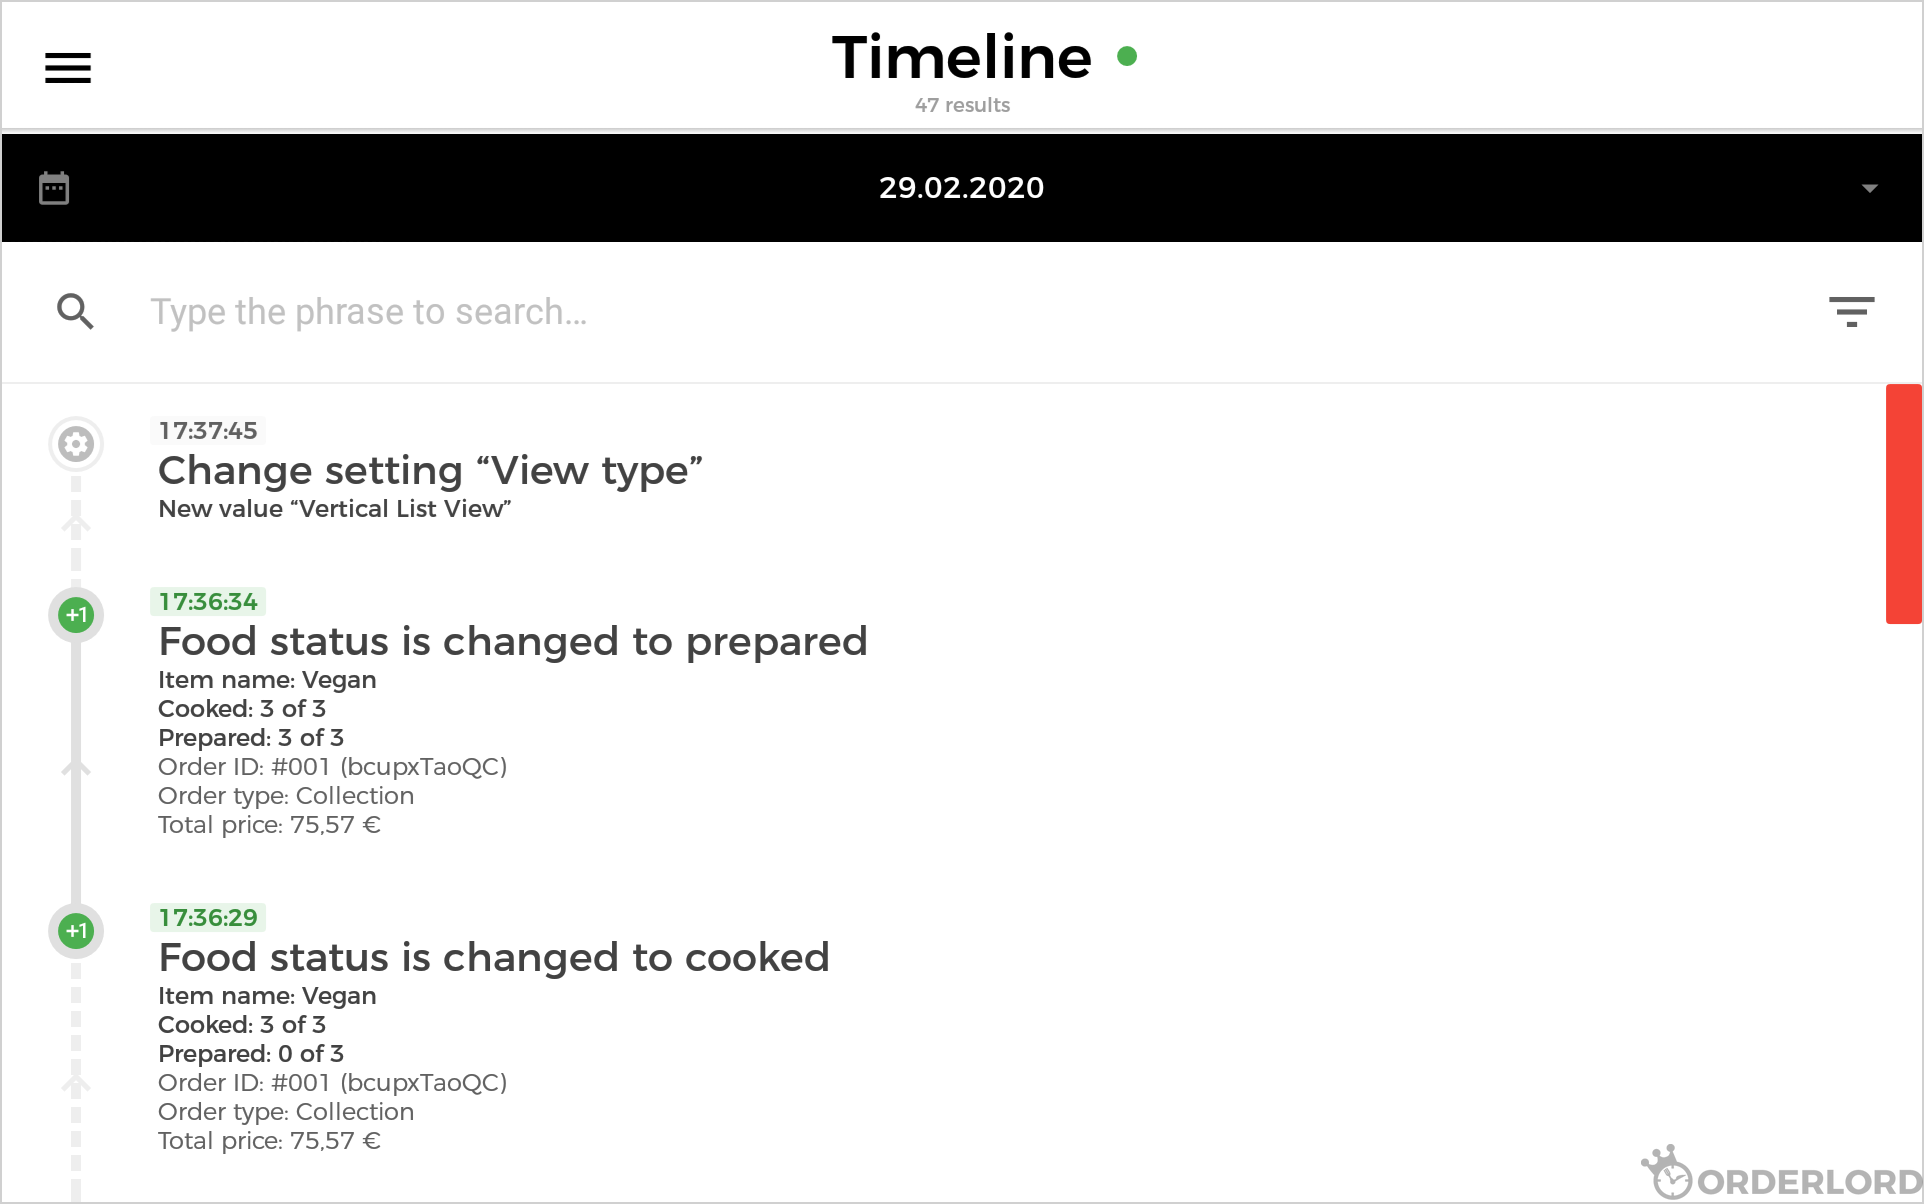 Timeline
47 results
29.02.2020
Type the phrase to search...
17:37:45
Change setting “View type”
New value “Vertical List View”
+1
17:36:34
Food status is changed to prepared
Item name: Vegan
Cooked: 3 of 3
Prepared: 3 of 3
Order ID: #001 (bcupxTaoQC)
Order type: Collection
Total price: 75,57 €
+1
17:36:29
Food status is changed to cooked
Item name: Vegan
Cooked: 3 of 3
Prepared: 0 of 3
Order ID: #001 (bcupxTaoQC)
Order type: Collection
Total price: 75,57 €
ORDERLORD